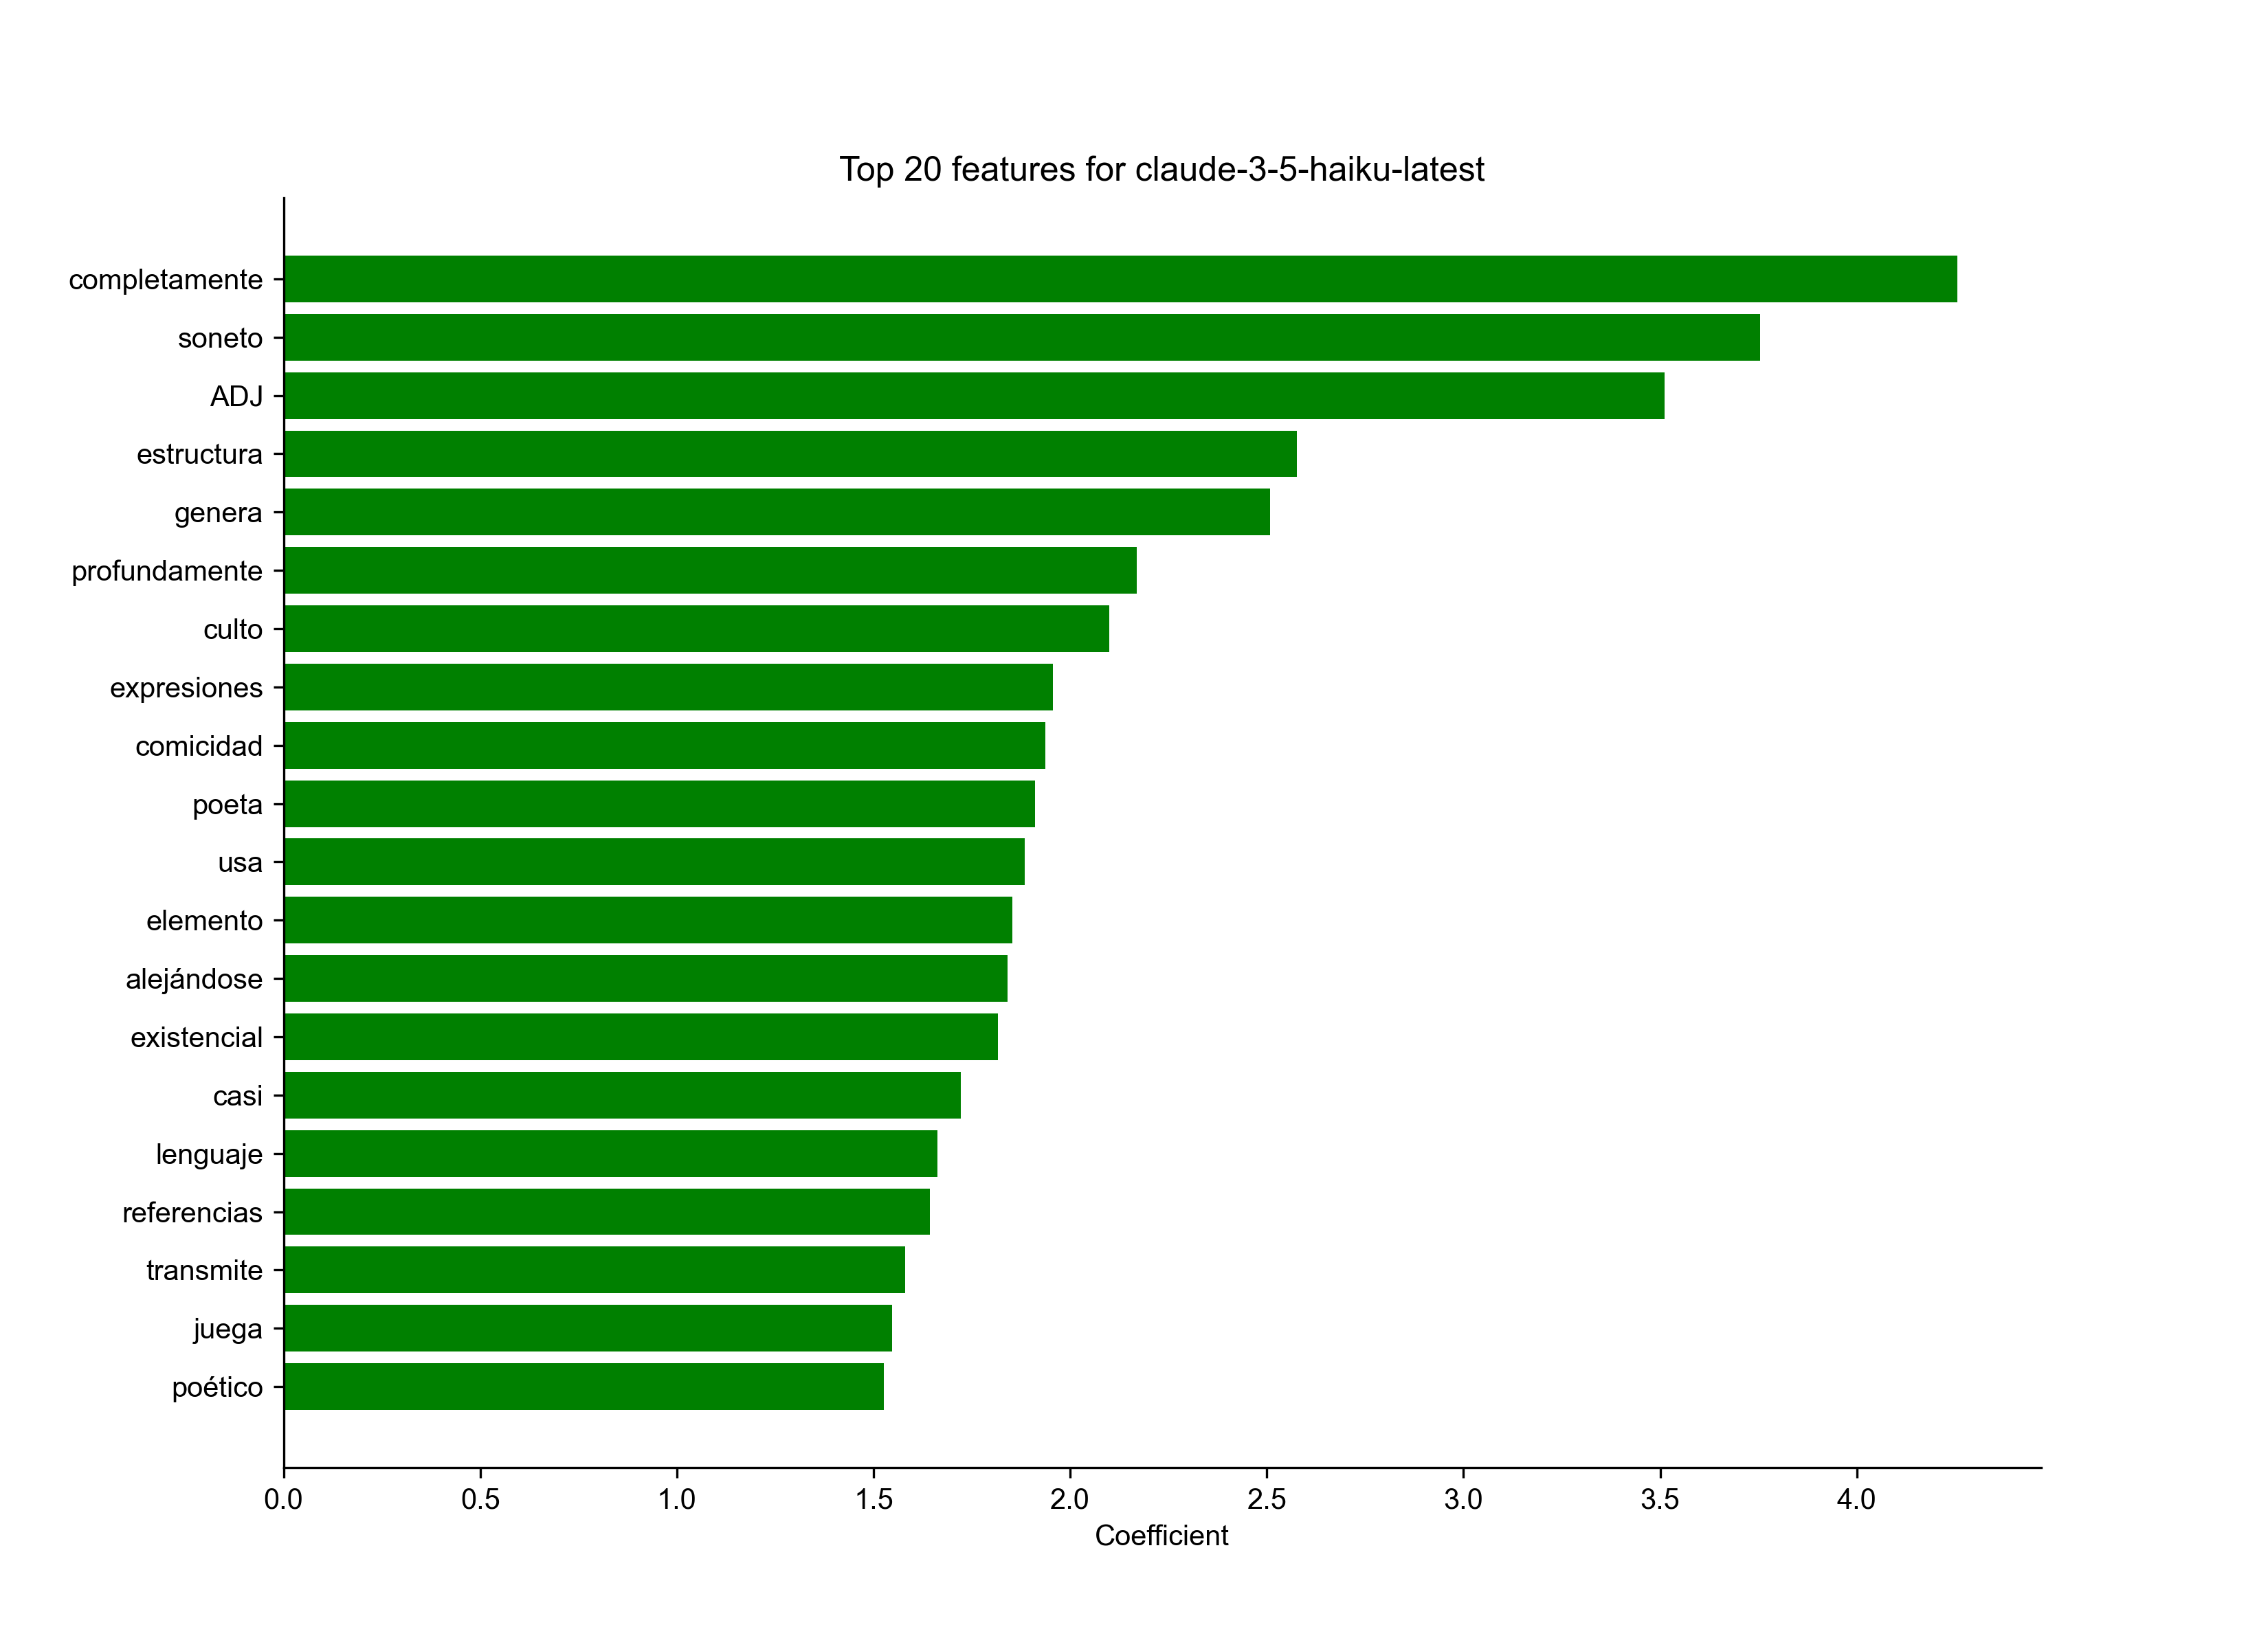 Top 20 features for claude-3-5-haiku-latest
completamente
soneto
ADJ
estructura
genera
profundamente
culto
expresiones
comicidad
poeta
usa
elemento
alejándose
existencial
casi
lenguaje
referencias
transmite
juega
poético
0.0 0.5 1.0 1.5 2.0 2.5 3.0 3.5 4.0
Coefficient